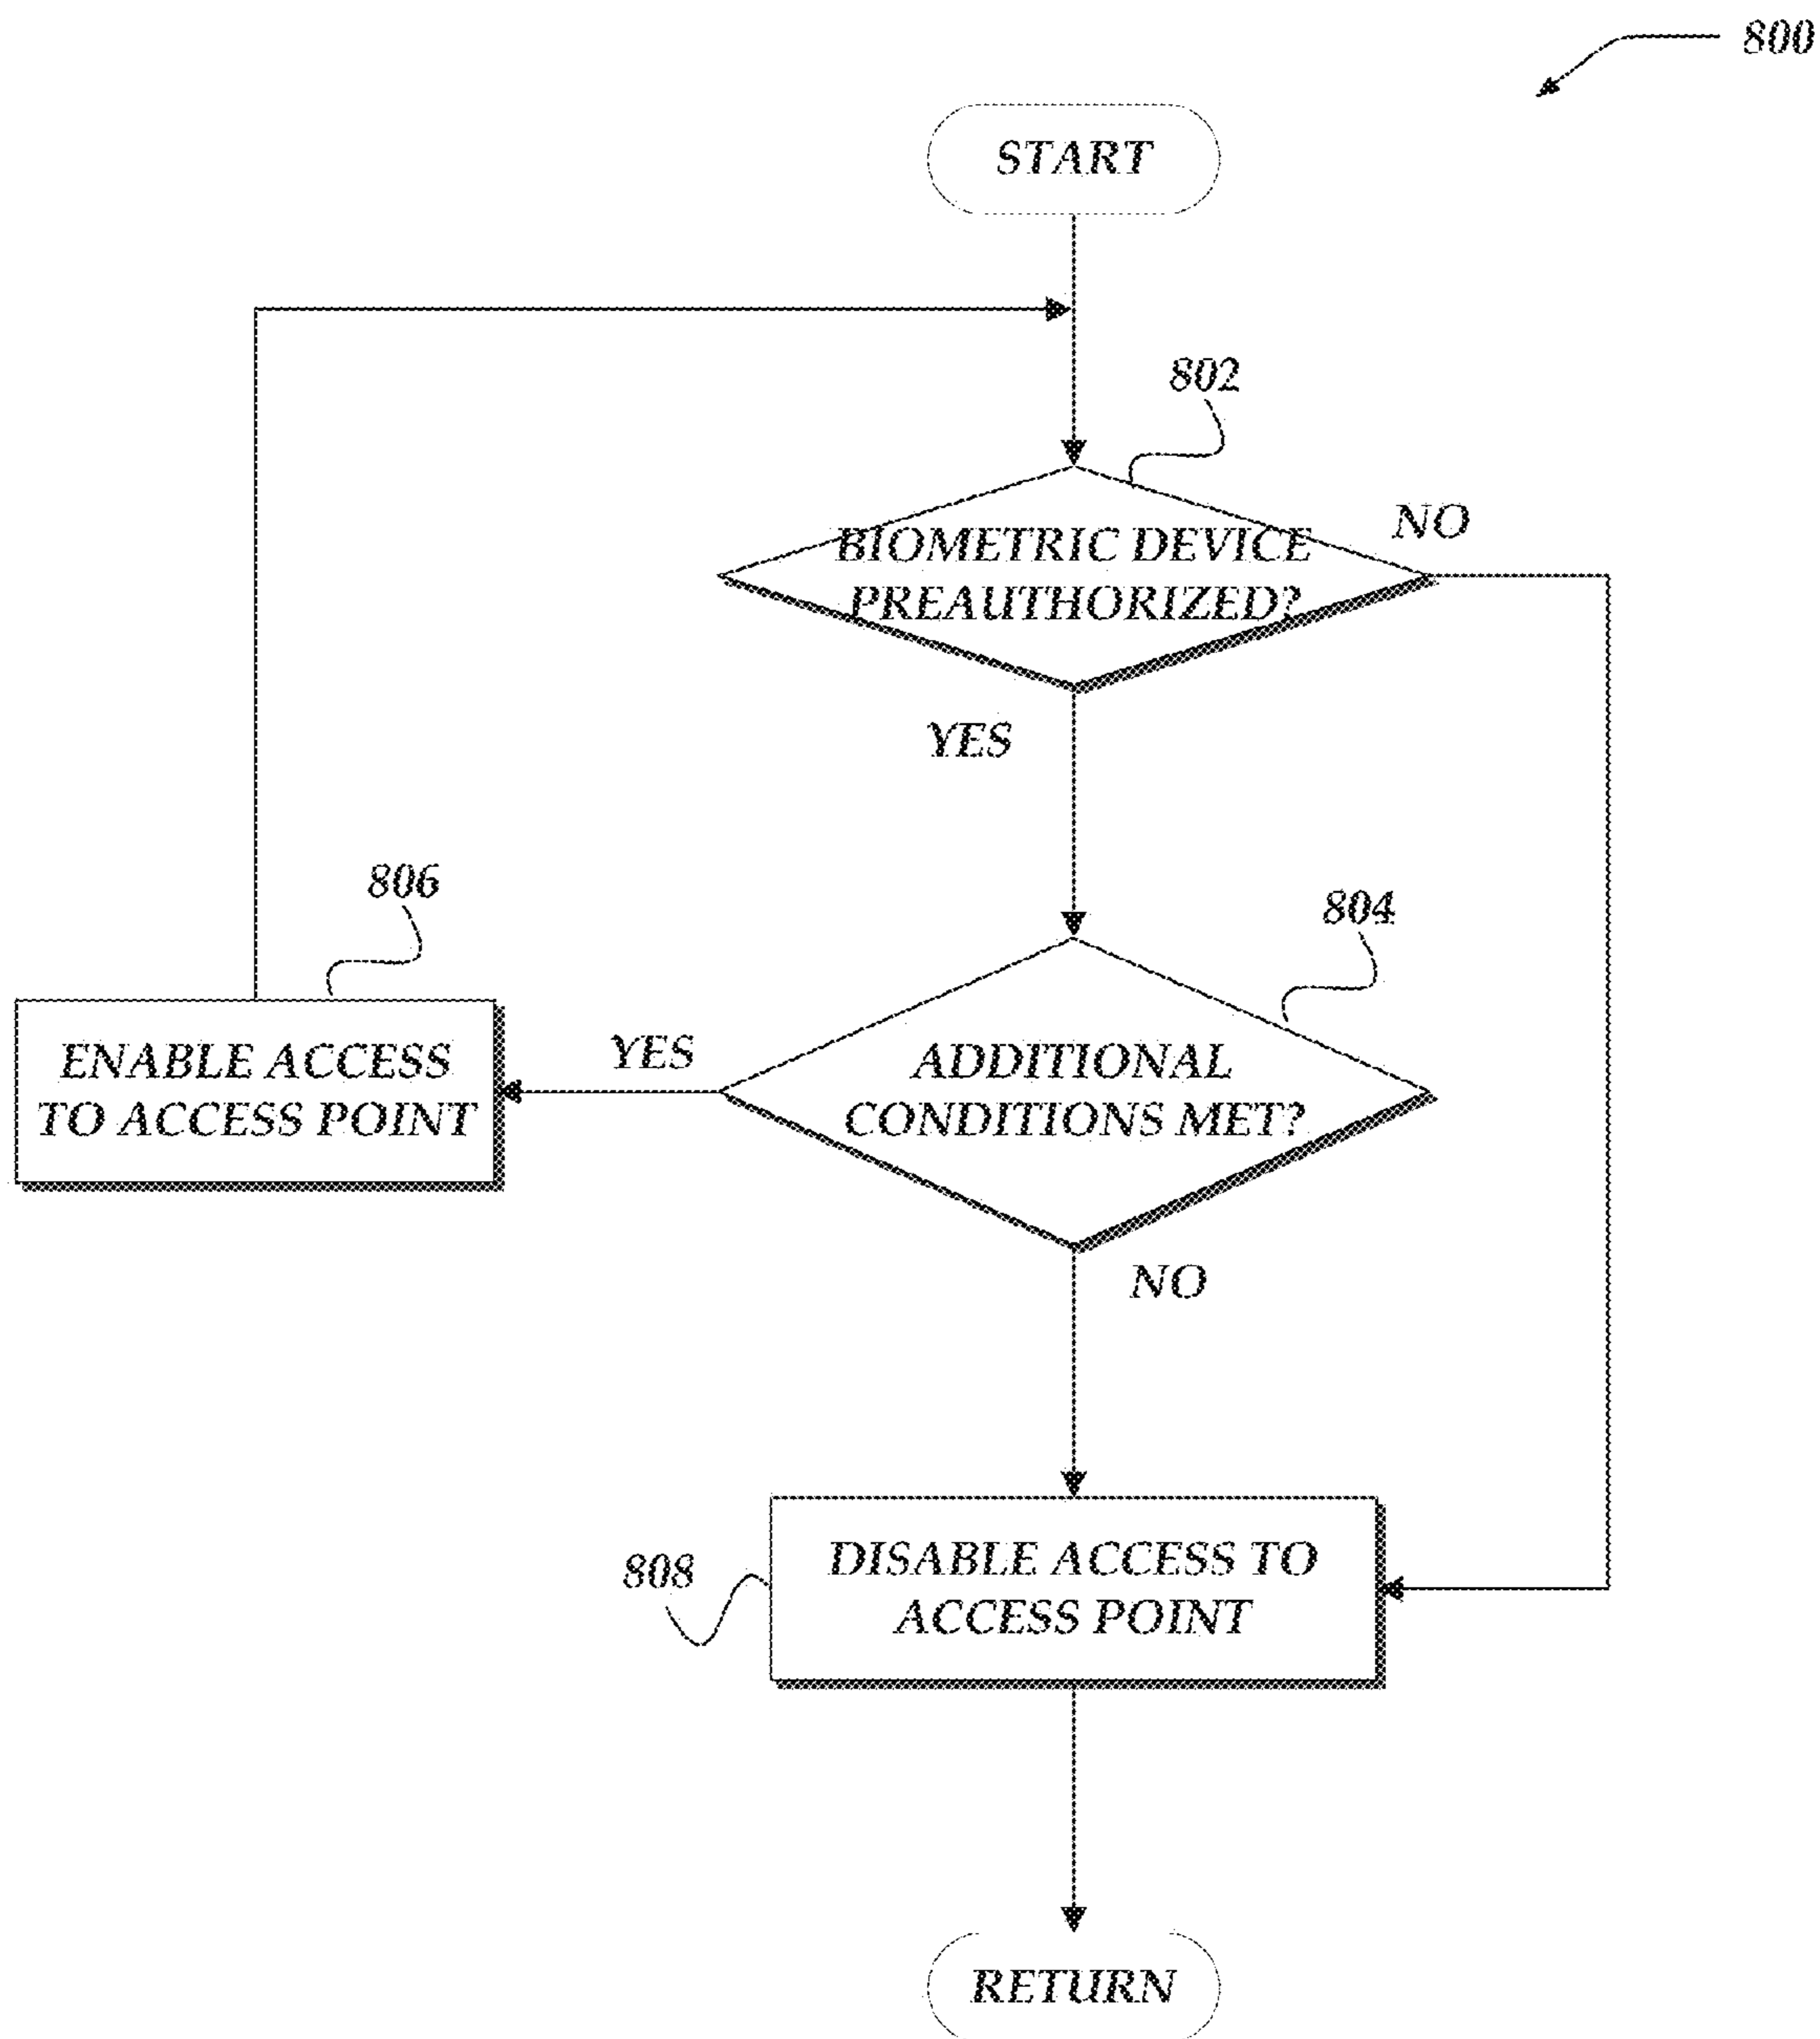 800
START
802
BIOMETRIC DEVICE
PREAUTHORIZED?
NO
YES
806
804
ENABLE ACCESS
TO ACCESS POINT
YES
ADDITIONAL
CONDITIONS MET?
NO
808
DISABLE ACCESS TO
ACCESS POINT
RETURN